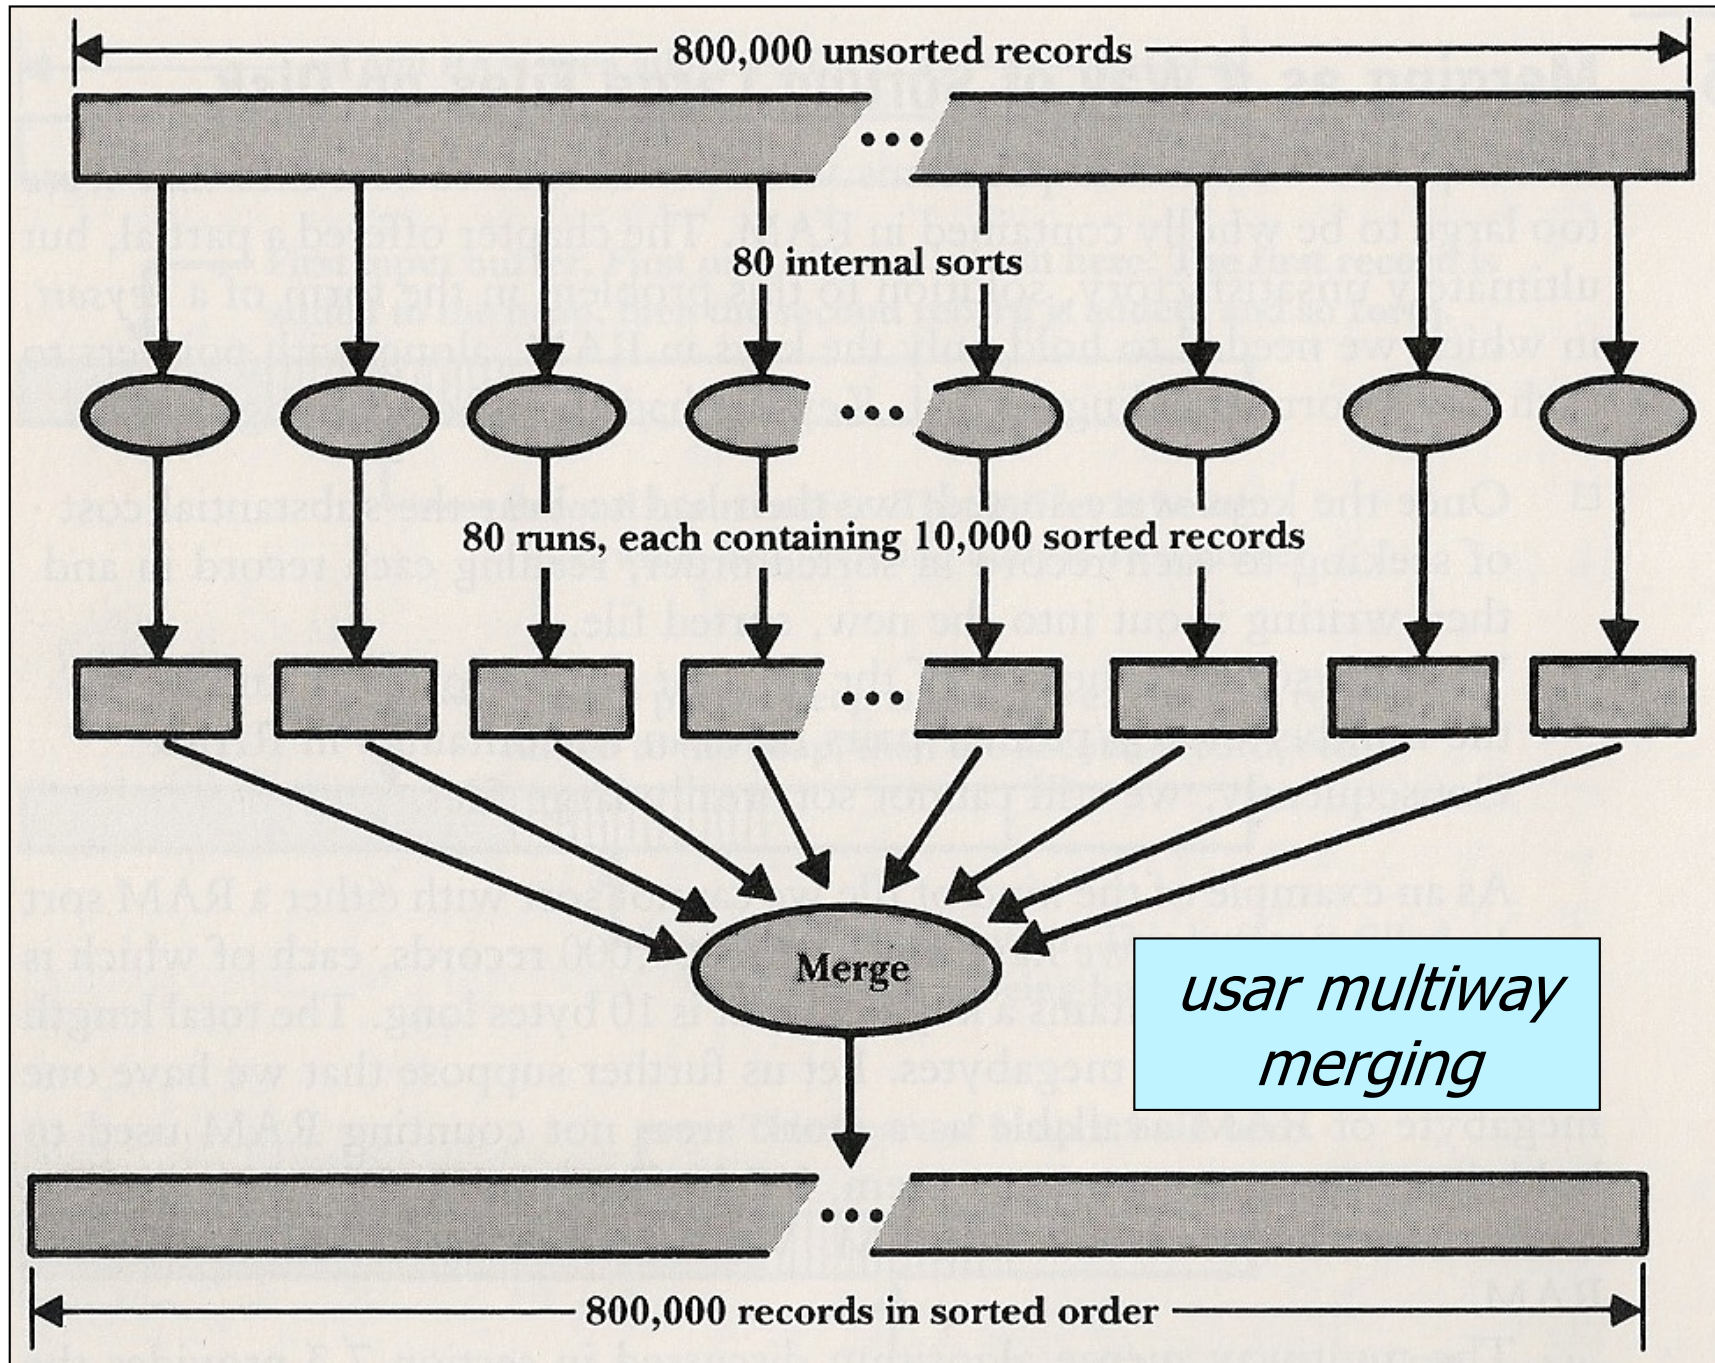 800,000 unsorted records
80 internal sorts
80 runs, each containing 10,000 sorted records
Merge
usar multiway
merging
800,000 records in sorted order